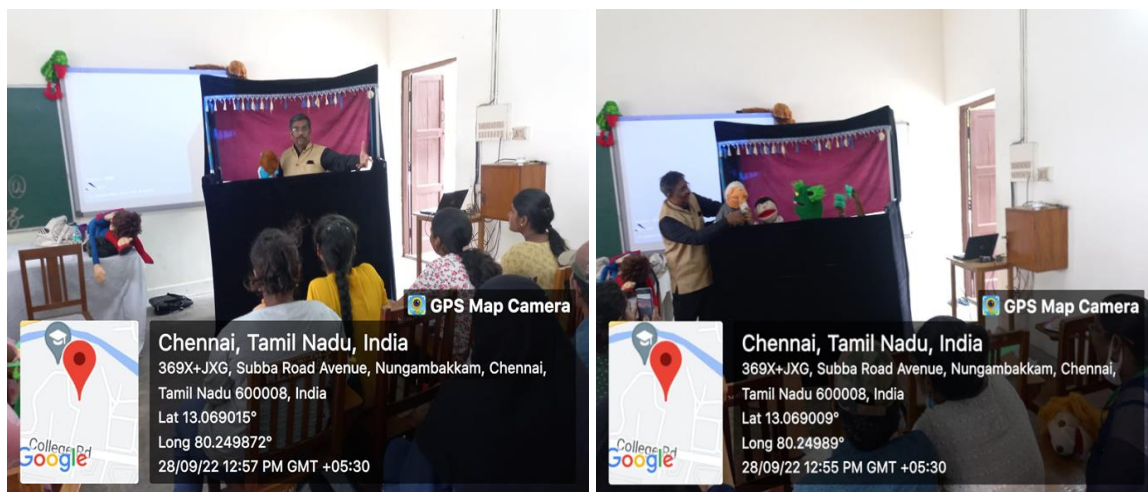 GPS Map Camera
Chennai, Tamil Nadu, India
369X+JXG, Subba Road Avenue, Nungambakkam, Chennai,
Tamil Nadu 600008, India
Lat 13.069015°
Long 80.249872°
28/09/22 12:57 PM GMT +05:30
College Rd
Google
GPS Map Camera
Chennai, Tamil Nadu, India
369X+JXG, Subba Road Avenue, Nungambakkam, Chennai,
Tamil Nadu 600008, India
Lat 13.069009°
Long 80.24989°
28/09/22 12:55 PM GMT +05:30
College Rd
Google